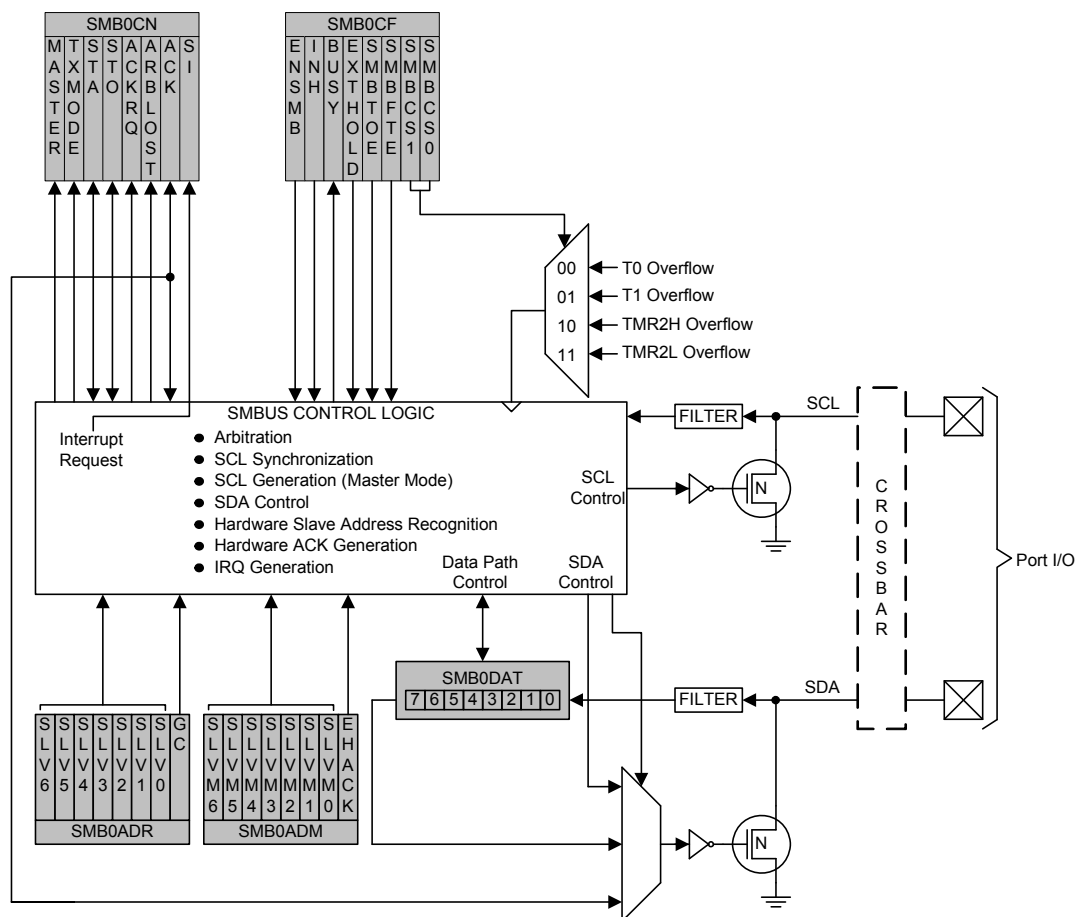 SMB0CN
MASTER
TXMODE
STA
STO
ACKRQ
ARBLOST
ACK
SI
SMB0CF
ENSMB
INH
BUSY
EXTHOLD
SMBTOE
SMBFTE
SMBCS1
SMBCS0
00
T0 Overflow
01
T1 Overflow
10
TMR2H Overflow
11
TMR2L Overflow
SMBUS CONTROL LOGIC
Interrupt
Request
● Arbitration
● SCL Synchronization
● SCL Generation (Master Mode)
● SDA Control
● Hardware Slave Address Recognition
● Hardware ACK Generation
● IRQ Generation
SCL
Control
Data Path
Control
SDA
Control
FILTER
SCL
N
CROSSBAR
Port I/O
SMB0DAT
7 6 5 4 3 2 1 0
FILTER
SDA
N
SLV6
SLV5
SLV4
SLV3
SLV2
SLV1
SLV0
GC
SMB0ADR
SLVM6
SLVM5
SLVM4
SLVM3
SLVM2
SLVM1
SLVM0
EHACK
SMB0ADM